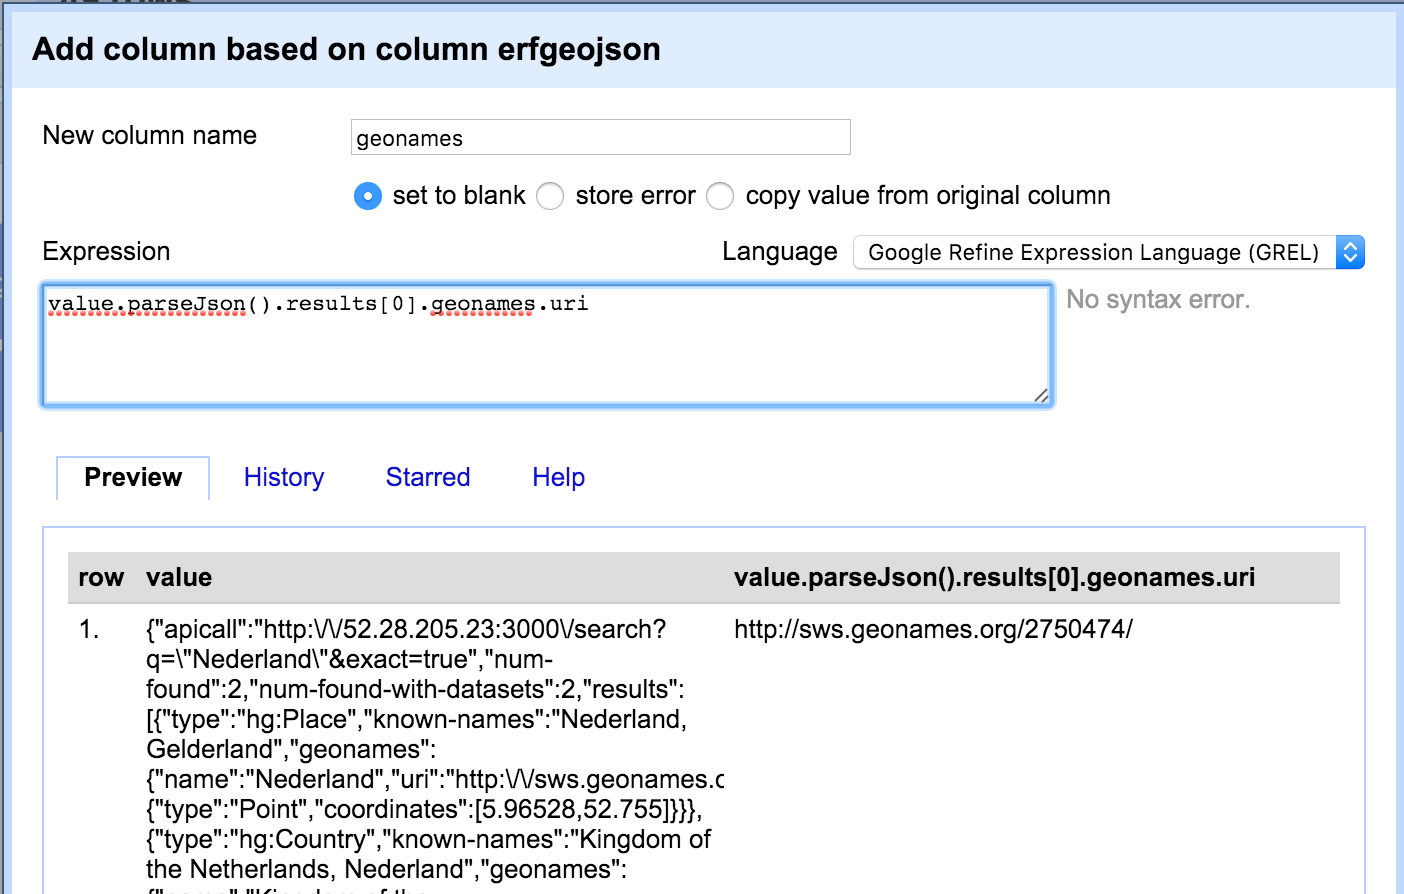 Add column based on column erfgeojson
New column name
geonames
set to blank store error copy value from original column
Expression
Language
Google Refine Expression Language (GREL)
value.parseJson().results[0].geonames.uri
No syntax error.
Preview History Starred Help
row value value.parseJson().results[0].geonames.uri
1. {"apicall":"http:\/\/52.28.205.23:3000\/search? http://sws.geonames.org/2750474/
q=\"Nederland\"&exact=true","num-
found":2,"num-found-with-datasets":2,"results":
[{"type":"hg:Place","known-names":"Nederland,
Gelderland","geonames":
{"name":"Nederland","uri":"http:\/\/sws.geonames.
{"type":"Point","coordinates":[5.96528,52.755]}}},
{"type":"hg:Country","known-names":"Kingdom of
the Netherlands, Nederland","geonames":